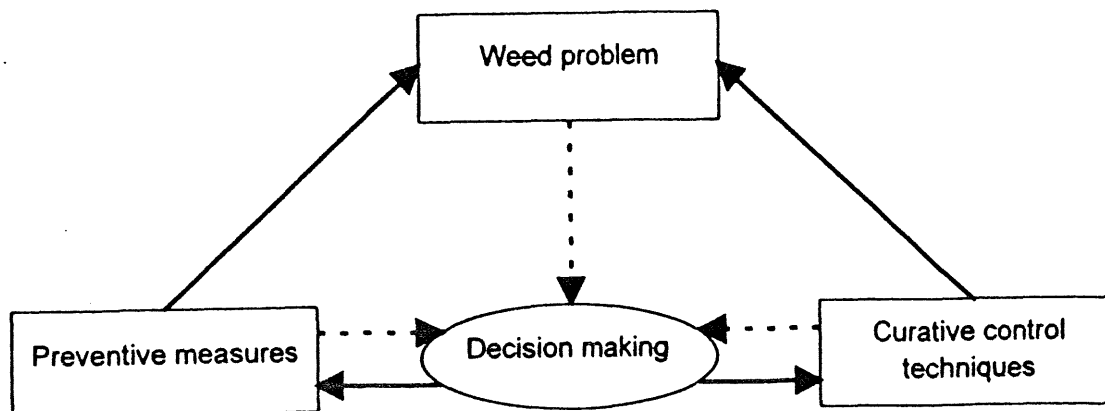 Weed problem
Preventive measures
Decision making
Curative control
techniques